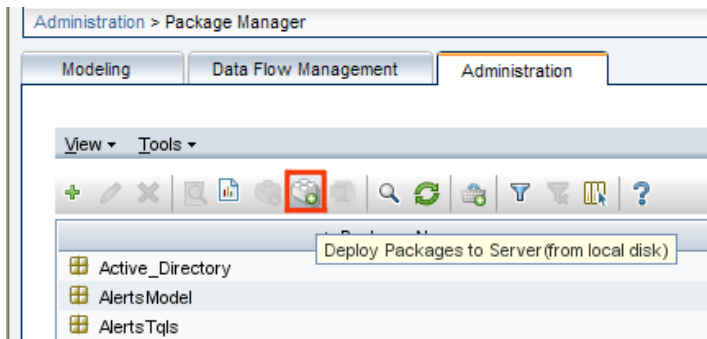 Administration > Package Manager
Modeling Data Flow Management Administration
View Tools
?
Deploy Packages to Server(from local disk)
Active_Directory
AlertsModel
AlertsTqls